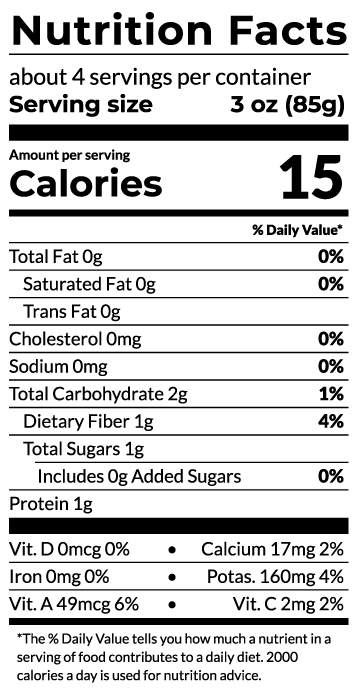 Nutrition Facts
about 4 servings per container
Serving size 3 oz (85g)
Amount per serving
Calories 15
% Daily Value*
Total Fat 0g 0%
Saturated Fat 0g 0%
Trans Fat 0g
Cholesterol 0mg 0%
Sodium 0mg 0%
Total Carbohydrate 2g 1%
Dietary Fiber 1g 4%
Total Sugars 1g
Includes 0g Added Sugars 0%
Protein 1g
Vit. D 0mcg 0% • Calcium 17mg 2%
Iron 0mg 0% • Potas. 160mg 4%
Vit. A 49mcg 6% • Vit. C 2mg 2%
*The % Daily Value tells you how much a nutrient in a
serving of food contributes to a daily diet. 2000
calories a day is used for nutrition advice.